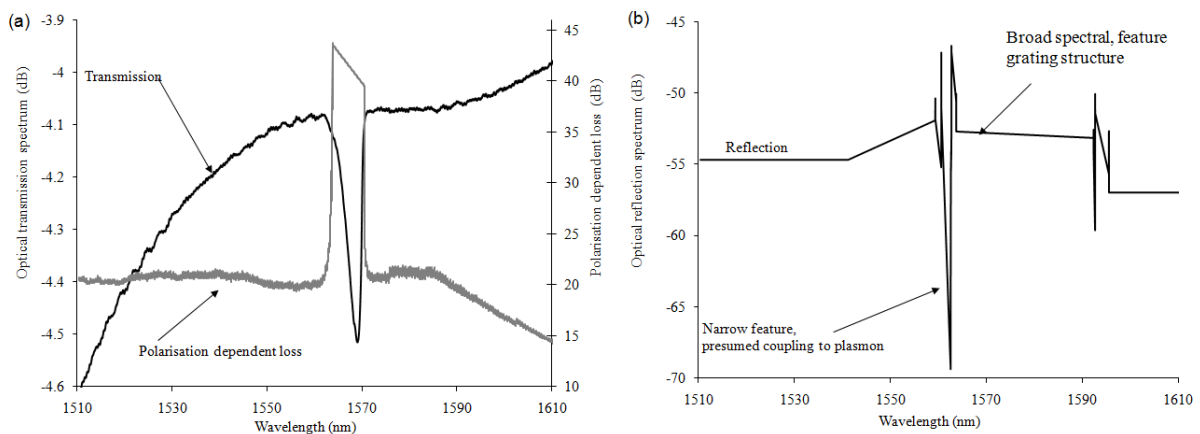 (a)
-3.9
-4
-4.1
-4.2
-4.3
-4.4
-4.5
-4.6
Optical transmission spectrum (dB)
Transmission
Polarisation dependent loss
45
40
35
30
25
20
15
10
Polarisation dependent loss (dB)
1510 1530 1550 1570 1590 1610
Wavelength (nm)
(b)
-45
-50
-55
-60
-65
-70
Optical reflection spectrum (dB)
Broad spectral, feature
grating structure
Reflection
Narrow feature,
presumed coupling to plasmon
1510 1530 1550 1570 1590 1610
Wavelength (nm)